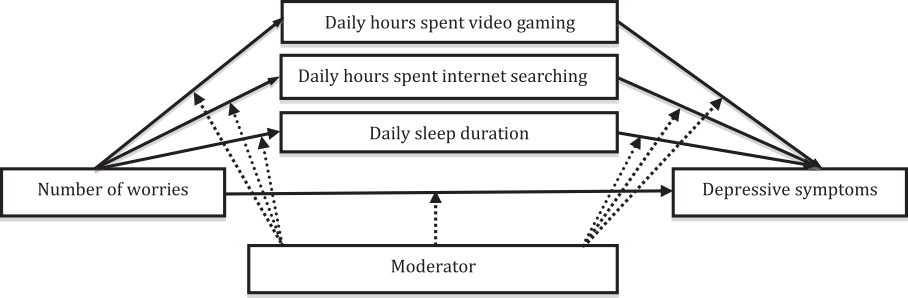 Daily hours spent video gaming
Daily hours spent internet searching
Daily sleep duration
Number of worries
Depressive symptoms
Moderator